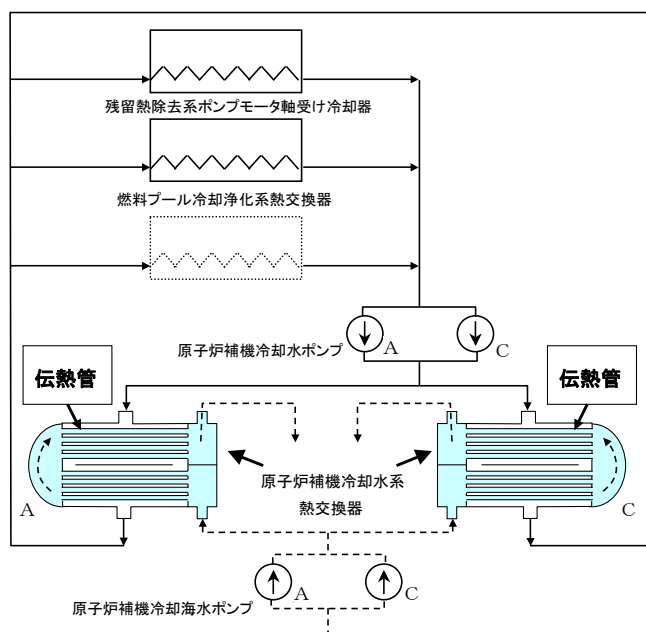 残留熱除去系ポンプモータ軸受け冷却器
燃料プール冷却浄化系熱交換器
原子炉補機冷却水ポンプ
A
C
伝熱管
伝熱管
原子炉補機冷却水系
熱交換器
A
C
A
C
原子炉補機冷却海水ポンプ